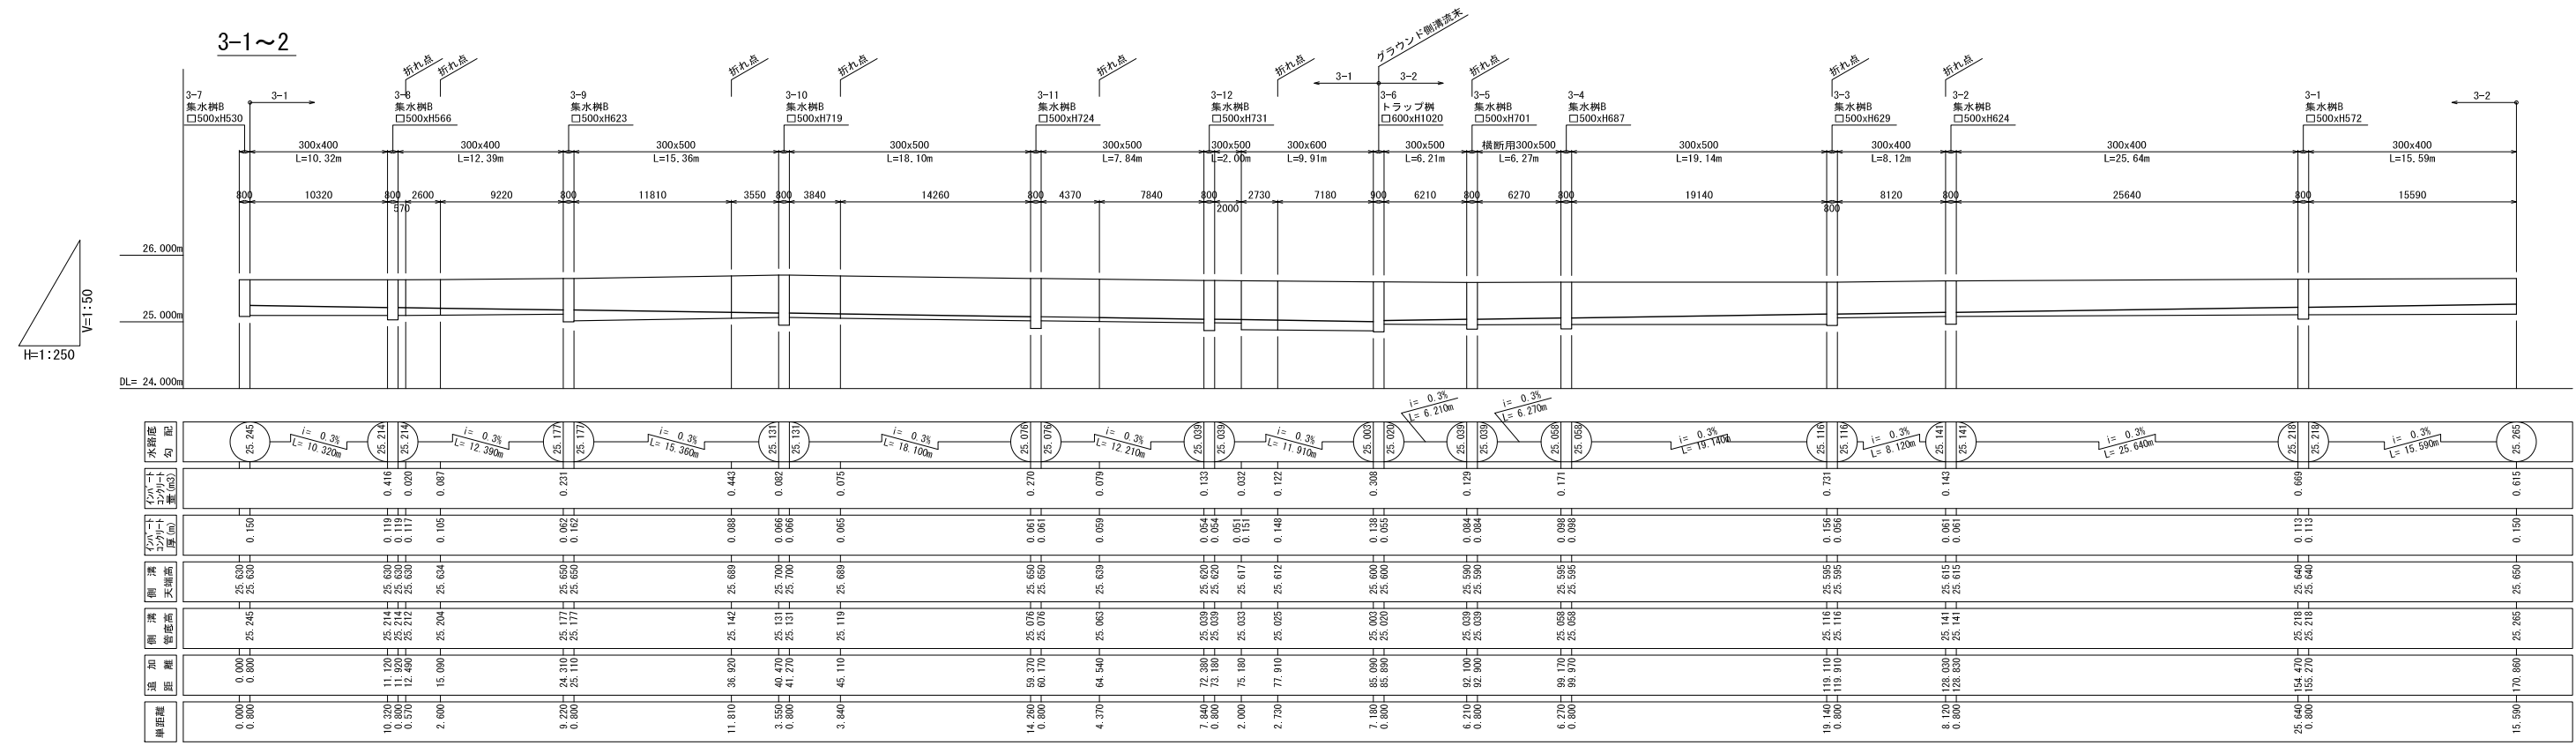 3-1～2
グラウンド側溝流末
折れ点
折れ点
折れ点
折れ点
折れ点
折れ点
折れ点
折れ点
折れ点
3-1
3-2
3-1
3-2
3-7
集水桝B
□500xH530
3-8
集水桝B
□500xH566
3-9
集水桝B
□500xH623
3-10
集水桝B
□500xH719
3-11
集水桝B
□500xH724
3-12
集水桝B
□500xH731
3-6
トラップ桝
□600xH1020
3-5
集水桝B
□500xH701
3-4
集水桝B
□500xH687
3-3
集水桝B
□500xH629
3-2
集水桝B
□500xH624
3-1
集水桝B
□500xH572
300x400 300x400 300x500 300x500 300x500 300x500 300x600 300x500 横断用300x500 300x500 300x400 300x400 300x400
L=10.32m L=12.39m L=15.36m L=18.10m L=7.84m L=2.00m L=9.91m L=6.21m L=6.27m L=19.14m L=8.12m L=25.64m L=15.59m
800 10320 800 2600 9220 800 11810 3550 800 3840 14260 800 4370 7840 800 2730 7180 900 6210 800 6270 800 19140 8120 800 25640 800 15590
570 2000 800
26.000m
25.000m
DL= 24.000m
V=1:50
H=1:250
水路底勾配
25.245 25.214 25.214 25.177 25.177 25.131 25.131 25.076 25.076 25.039 25.039 25.003 25.020 25.039 25.039 25.058 25.058 25.116 25.116 25.141 25.141 25.218 25.218 25.265
i= 0.3%
L= 10.320m
i= 0.3%
L= 12.390m
i= 0.3%
L= 15.360m
i= 0.3%
L= 18.100m
i= 0.3%
L= 12.210m
i= 0.3%
L= 11.910m
i= 0.3%
L= 6.210m
i= 0.3%
L= 6.270m
i= 0.3%
L= 19.140m
i= 0.3%
L= 8.120m
i= 0.3%
L= 25.640m
i= 0.3%
L= 15.590m
インバートコンクリート量(m3)
0.416 0.020 0.087 0.231 0.443 0.082 0.075 0.270 0.079 0.133 0.032 0.122 0.308 0.129 0.171 0.731 0.143 0.669 0.615
インバートコンクリート厚(m)
0.150 0.119 0.119 0.117 0.105 0.062 0.162 0.088 0.066 0.066 0.065 0.061 0.061 0.059 0.054 0.054 0.051 0.151 0.148 0.138 0.055 0.084 0.084 0.098 0.098 0.156 0.056 0.061 0.061 0.113 0.113 0.150
側溝天端高
25.630 25.630 25.630 25.630 25.630 25.634 25.650 25.650 25.689 25.700 25.700 25.689 25.650 25.650 25.639 25.620 25.620 25.617 25.612 25.600 25.600 25.590 25.590 25.595 25.595 25.595 25.595 25.615 25.615 25.640 25.640 25.650
側溝管底高
25.245 25.214 25.214 25.212 25.204 25.177 25.177 25.142 25.131 25.131 25.119 25.076 25.076 25.063 25.039 25.039 25.033 25.025 25.003 25.020 25.039 25.039 25.058 25.058 25.116 25.116 25.141 25.141 25.218 25.218 25.265
追加距離
0.000 0.800 11.120 11.920 12.490 15.090 24.310 25.110 36.920 40.470 41.270 45.110 59.370 60.170 64.540 72.380 73.180 75.180 77.910 85.090 85.890 92.100 92.900 99.170 99.970 119.110 119.910 128.030 128.830 154.470 155.270 170.860
単距離
0.000 0.800 10.320 0.800 0.570 2.600 9.220 0.800 11.810 3.550 0.800 3.840 14.260 0.800 4.370 7.840 0.800 2.000 2.730 7.180 0.800 6.210 0.800 6.270 0.800 19.140 0.800 8.120 0.800 25.640 0.800 15.590